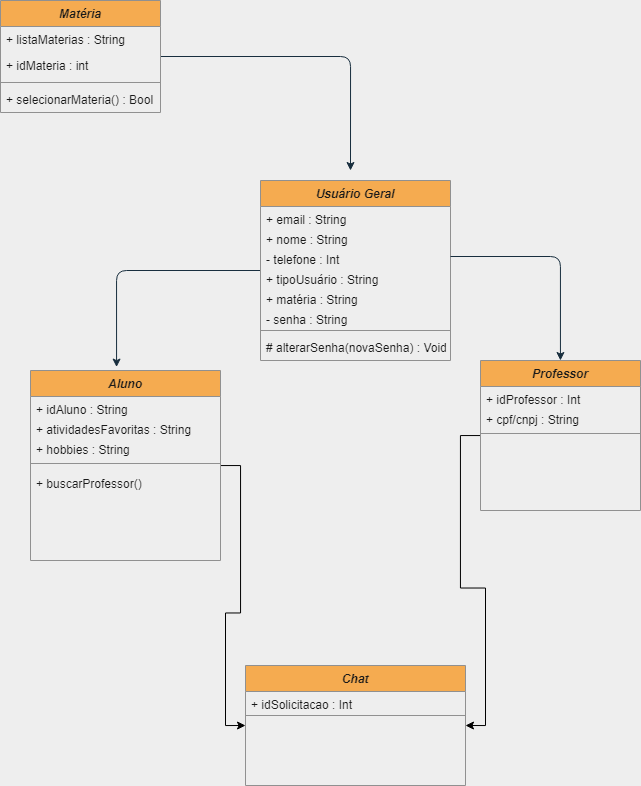 Matéria
+ listaMaterias : String
+ idMateria : int
+ selecionarMateria() : Bool
Usuário Geral
+ email : String
+ nome : String
- telefone : Int
+ tipoUsuário : String
+ matéria : String
- senha : String
# alterarSenha(novaSenha) : Void
Aluno
+ idAluno : String
+ atividadesFavoritas : String
+ hobbies : String
+ buscarProfessor()
Professor
+ idProfessor : Int
+ cpf/cnpj : String
Chat
+ idSolicitacao : Int